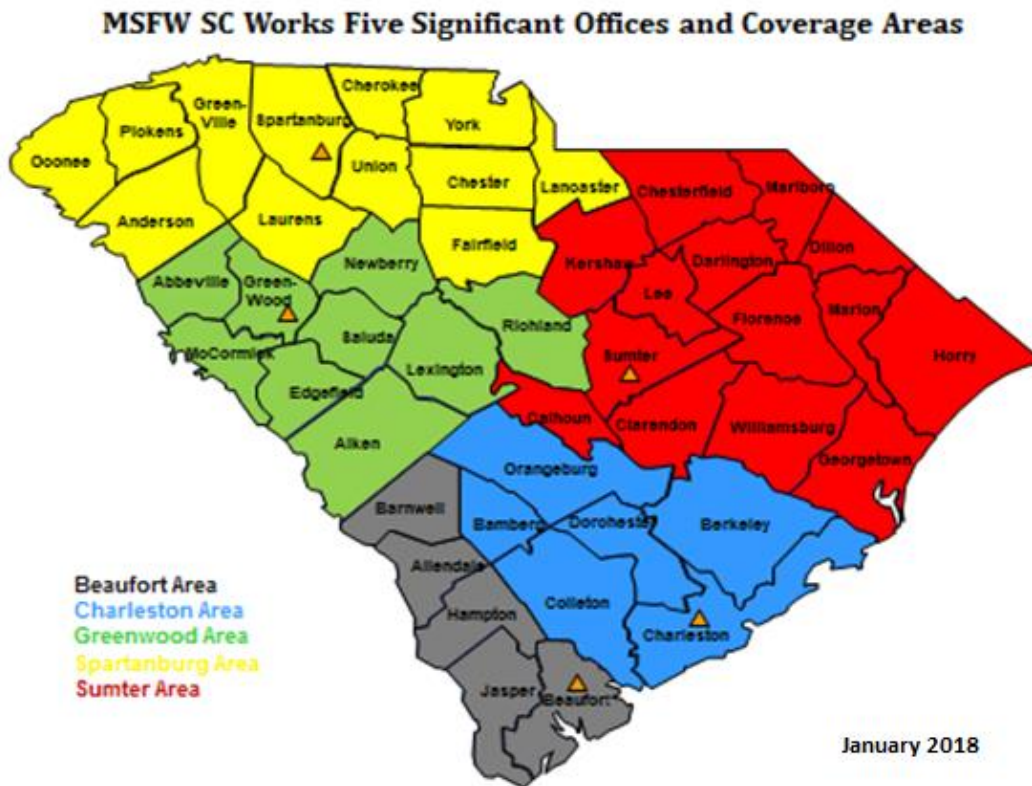 MSFW SC Works Five Significant Offices and Coverage Areas
Cherokee
Green-
Ville
Spartanburg
Pickens
York
Oconee
Union
Chester
Lancaster
Chesterfield
Marlboro
Anderson
Laurens
Fairfield
Dillon
Newberry
Kershaw
Darlington
Abbeville
Green-
Wood
Lee
Marion
Florence
Richland
Saluda
McCormick
Sumter
Horry
Lexington
Edgefield
Calhoun
Clarendon
Williamsburg
Aiken
Georgetown
Orangeburg
Barnwell
Bamberg
Dorchester
Berkeley
Allendale
Colleton
Hampton
Charleston
Jasper
Beaufort
Beaufort Area
Charleston Area
Greenwood Area
Spartanburg Area
Sumter Area
January 2018